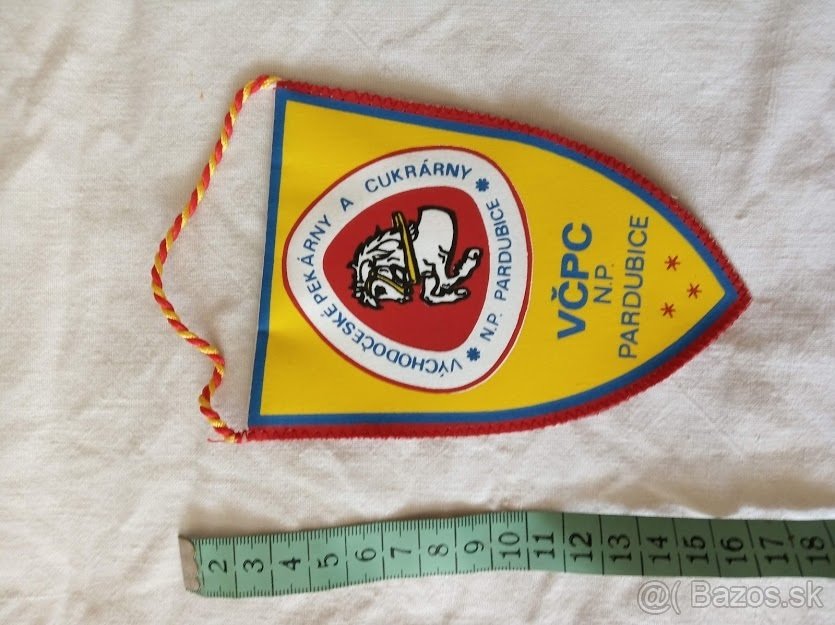 VÝCHODOČESKÉ PEKÁRNY A CUKRÁRNY
N.P. PARDUBICE
VČPC
N.P.
PARDUBICE
2 3 4 5 6 7 8 9 10 11 12 13 14 15 16 17 18
@( Bazos.sk